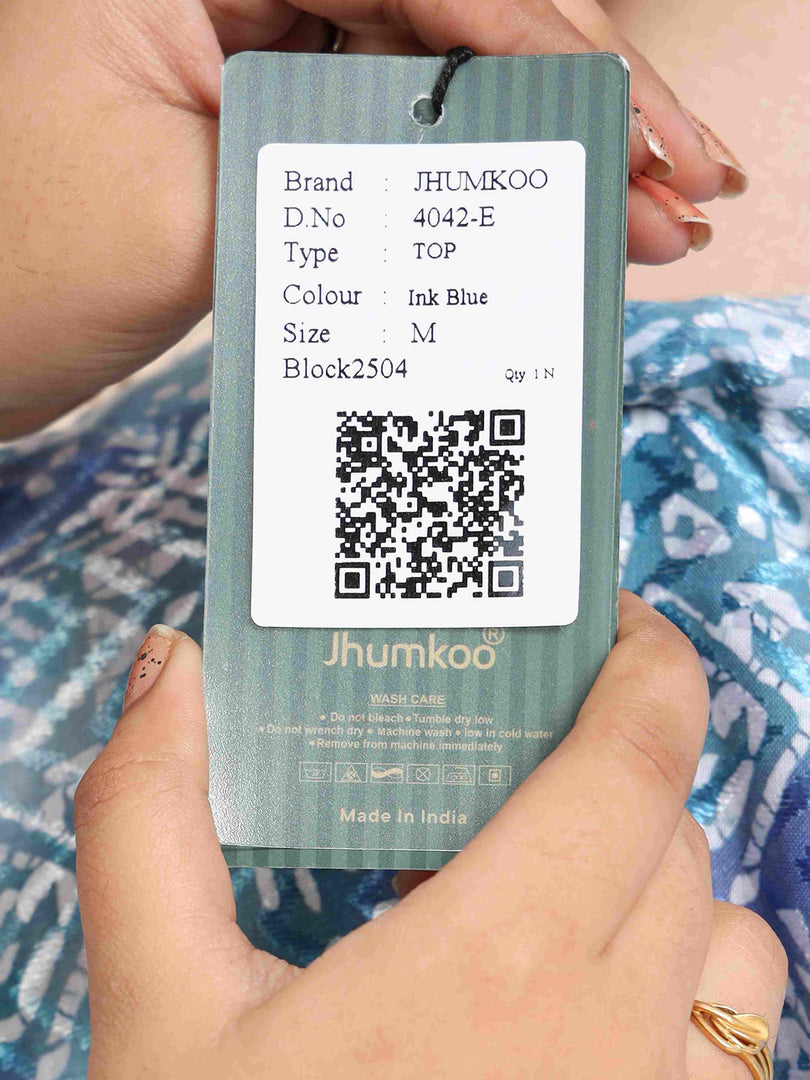 Brand : JHUMKOO
D.No : 4042-E
Type : TOP
Colour : Ink Blue
Size : M
Block2504 Qty 1 N
Jhumkoo®
WASH CARE
• Do not bleach • Tumble dry low
• Do not wrench dry • Machine wash • low in cold water
• Remove from machine immediately
Made In India